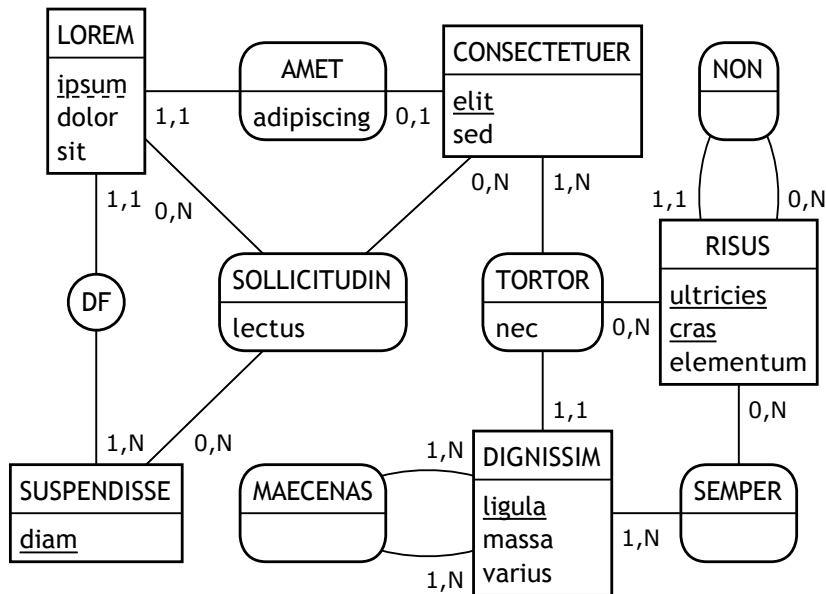 LOREM
ipsum
dolor
sit
AMET
adipiscing
CONSECTETUER
elit
sed
NON
1,1
0,1
1,1
0,N
0,N
1,N
1,1
0,N
DF
SOLLICITUDIN
lectus
TORTOR
nec
0,N
RISUS
ultricies
cras
elementum
1,N
0,N
1,1
0,N
SUSPENDISSE
diam
MAECENAS
1,N
1,N
DIGNISSIM
ligula
massa
varius
1,N
SEMPER